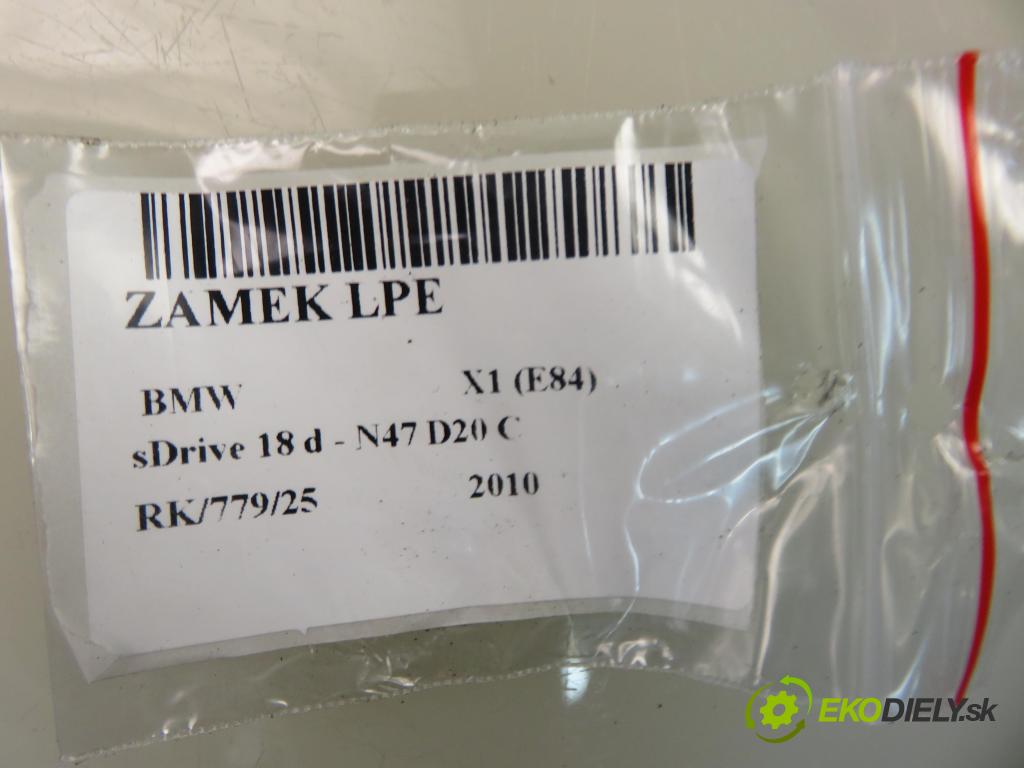 ZAMEK LPE
BMW X1 (E84)
sDrive 18 d - N47 D20 C
RK/779/25 2010
EKODIELY.sk